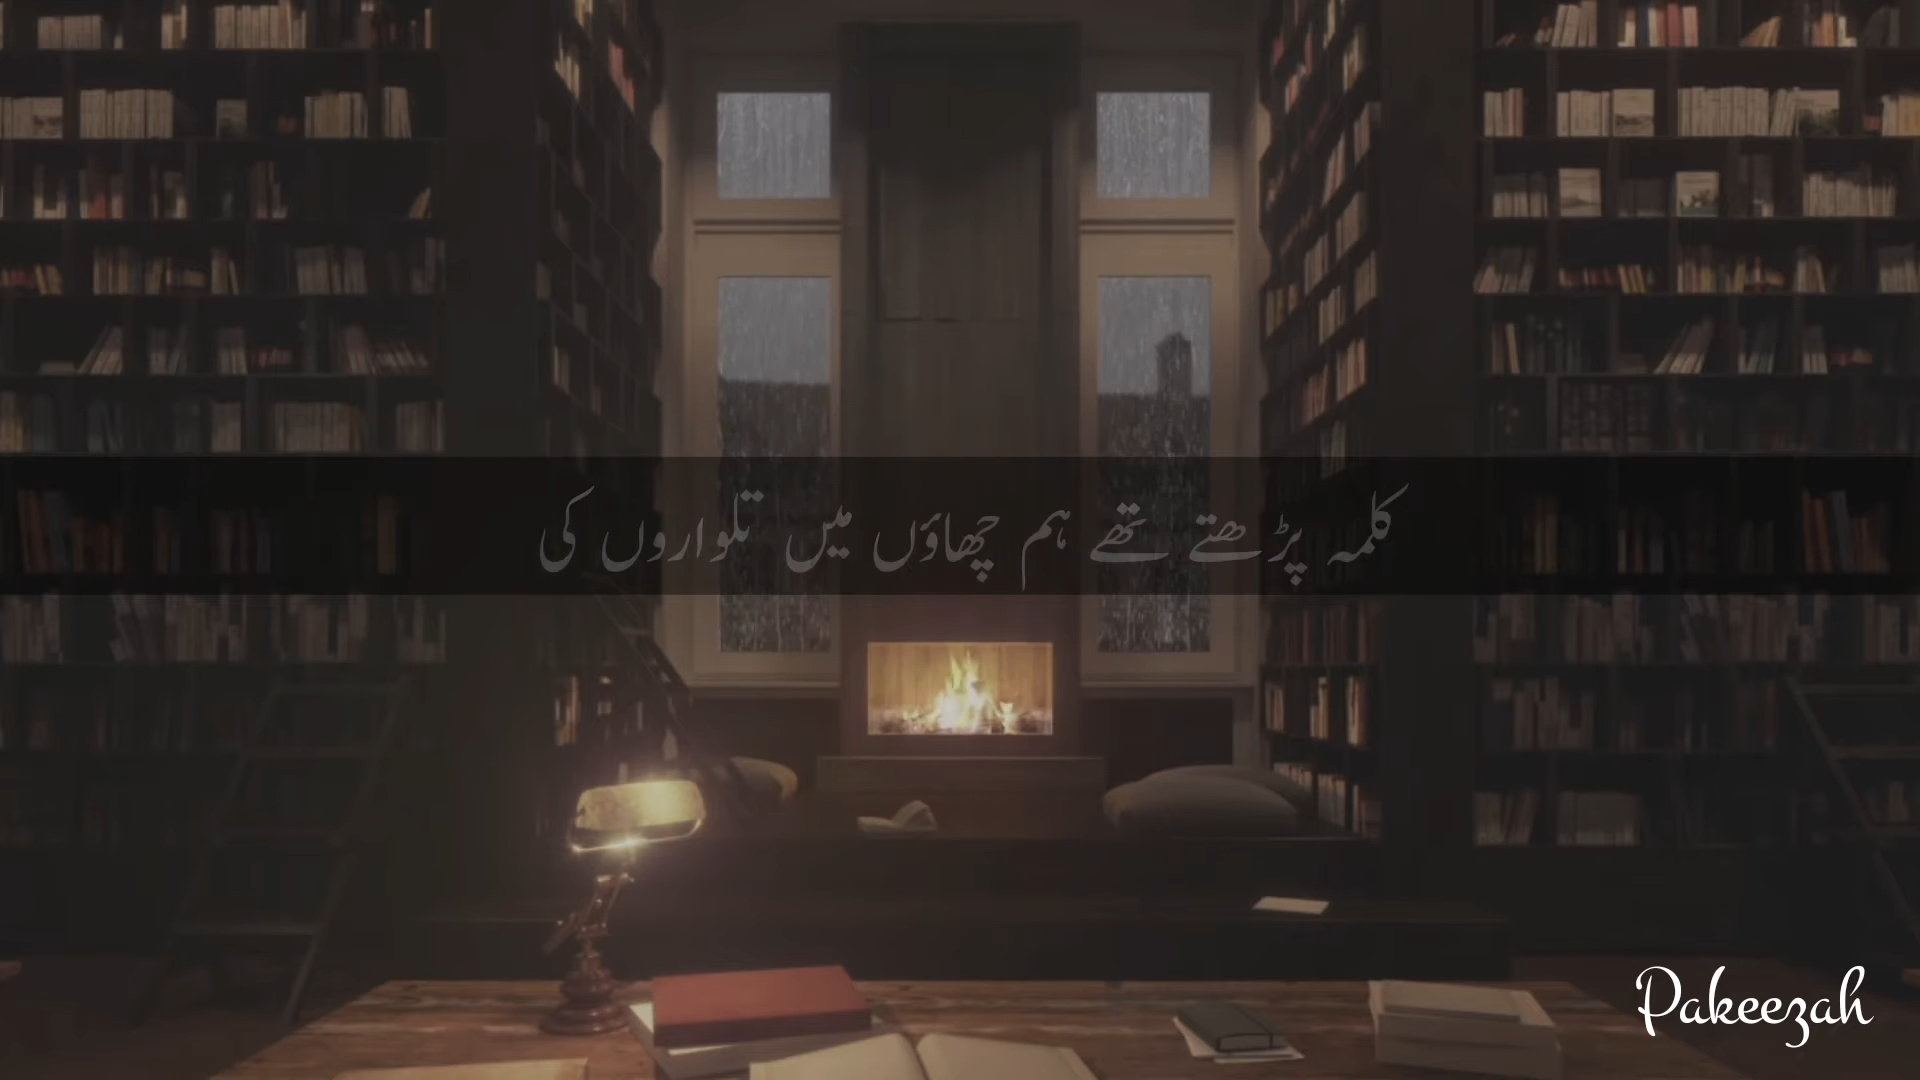 کلمہ پڑھتے تھے ہم چھاؤں میں تلواروں کی
Pakeezah